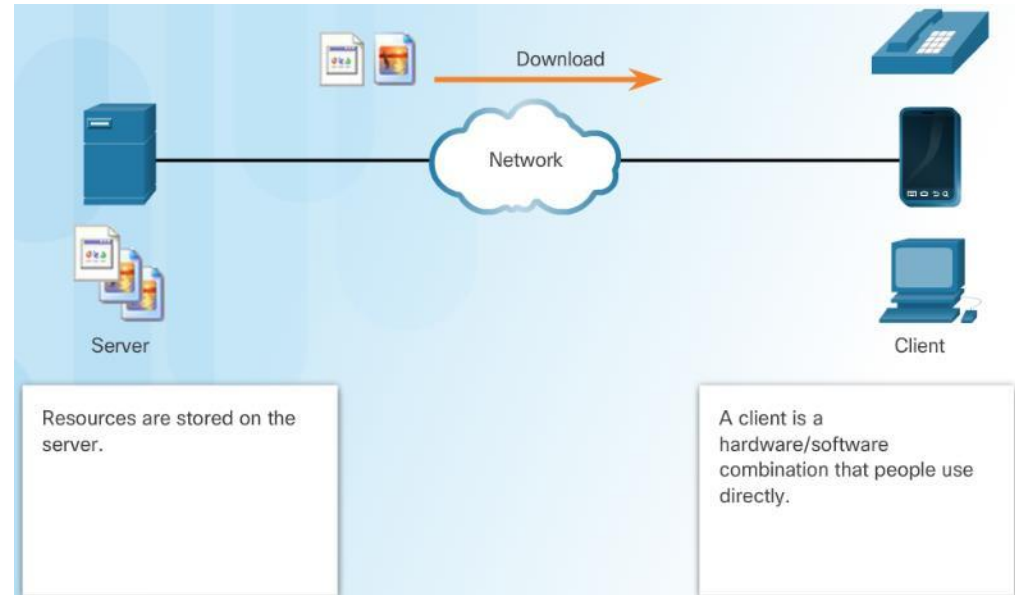 Download
Network
Server
Client
Resources are stored on the
server.
A client is a
hardware/software
combination that people use
directly.